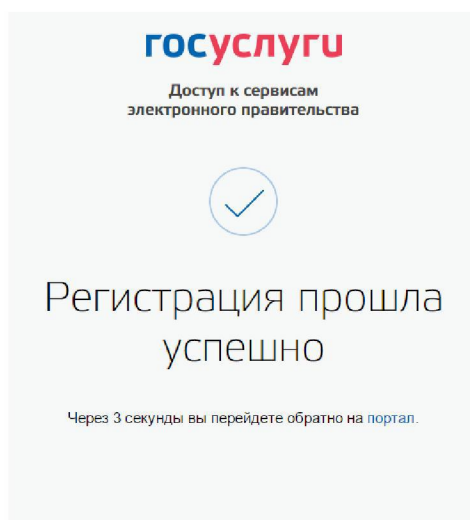 госуслуги
Доступ к сервисам
электронного правительства
Регистрация прошла
успешно
Через 3 секунды вы перейдете обратно на портал.